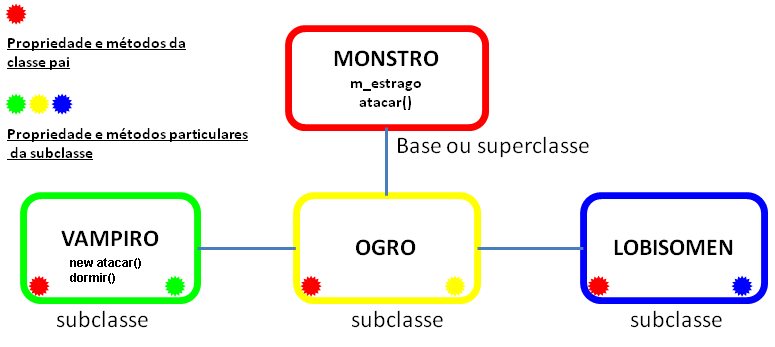 Propriedade e métodos da
classe pai
Propriedade e métodos particulares
da subclasse
MONSTRO
m_estrago
atacar()
Base ou superclasse
VAMPIRO
new atacar()
dormir()
subclasse
OGRO
subclasse
LOBISOMEN
subclasse